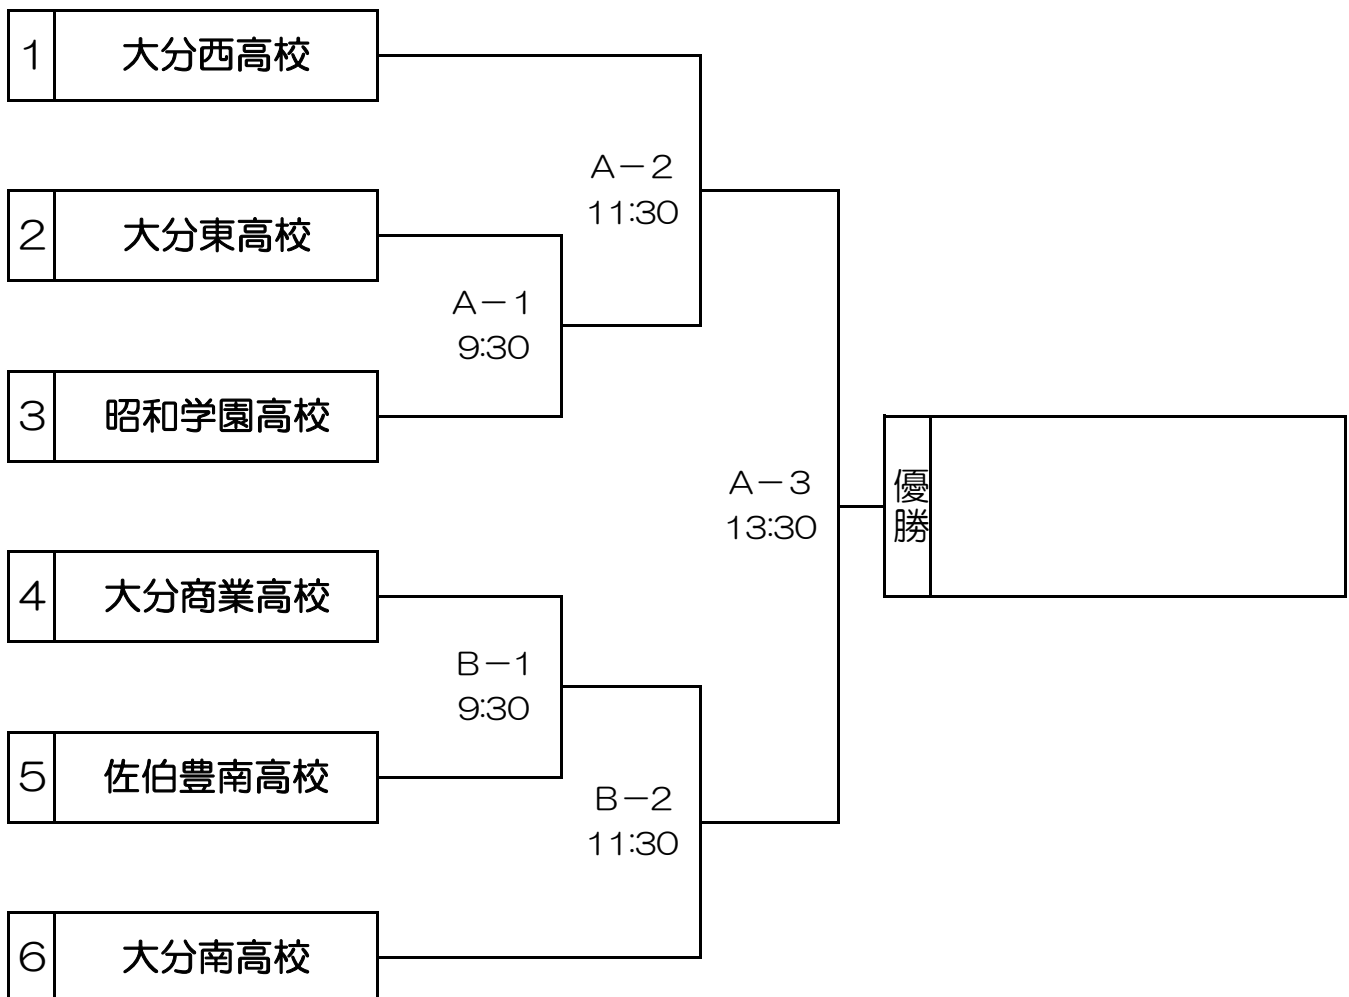 1 大分西高校
A－2
11:30
2 大分東高校
A－1
9:30
3 昭和学園高校
A－3
13:30
優勝
4 大分商業高校
B－1
9:30
5 佐伯豊南高校
B－2
11:30
6 大分南高校